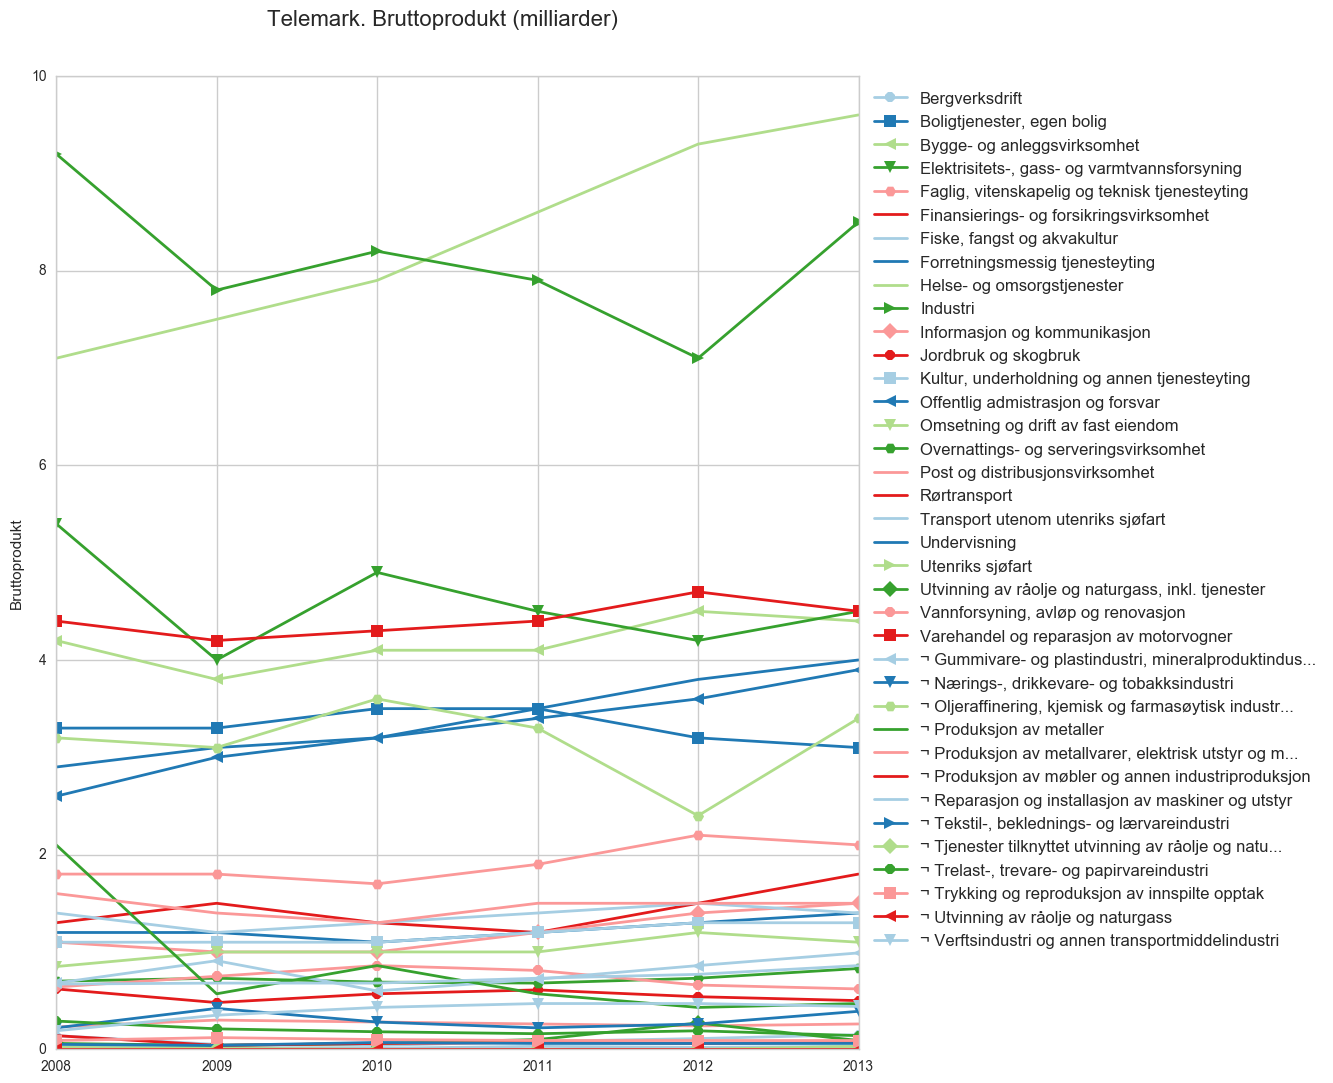 Telemark. Bruttoprodukt (milliarder)
10
8
6
4
2
0
Bruttoprodukt
2008
2009
2010
2011
2012
2013
Bergverksdrift
Boligtjenester, egen bolig
Bygge- og anleggsvirksomhet
Elektrisitets-, gass- og varmtvannsforsyning
Faglig, vitenskapelig og teknisk tjenesteyting
Finansierings- og forsikringsvirksomhet
Fiske, fangst og akvakultur
Forretningsmessig tjenesteyting
Helse- og omsorgstjenester
Industri
Informasjon og kommunikasjon
Jordbruk og skogbruk
Kultur, underholdning og annen tjenesteyting
Offentlig admistrasjon og forsvar
Omsetning og drift av fast eiendom
Overnattings- og serveringsvirksomhet
Post og distribusjonsvirksomhet
Rørtransport
Transport utenom utenriks sjøfart
Undervisning
Utenriks sjøfart
Utvinning av råolje og naturgass, inkl. tjenester
Vannforsyning, avløp og renovasjon
Varehandel og reparasjon av motorvogner
¬ Gummivare- og plastindustri, mineralproduktindus...
¬ Nærings-, drikkevare- og tobakksindustri
¬ Oljeraffinering, kjemisk og farmasøytisk industr...
¬ Produksjon av metaller
¬ Produksjon av metallvarer, elektrisk utstyr og m...
¬ Produksjon av møbler og annen industriproduksjon
¬ Reparasjon og installasjon av maskiner og utstyr
¬ Tekstil-, beklednings- og lærvareindustri
¬ Tjenester tilknyttet utvinning av råolje og natu...
¬ Trelast-, trevare- og papirvareindustri
¬ Trykking og reproduksjon av innspilte opptak
¬ Utvinning av råolje og naturgass
¬ Verftsindustri og annen transportmiddelindustri